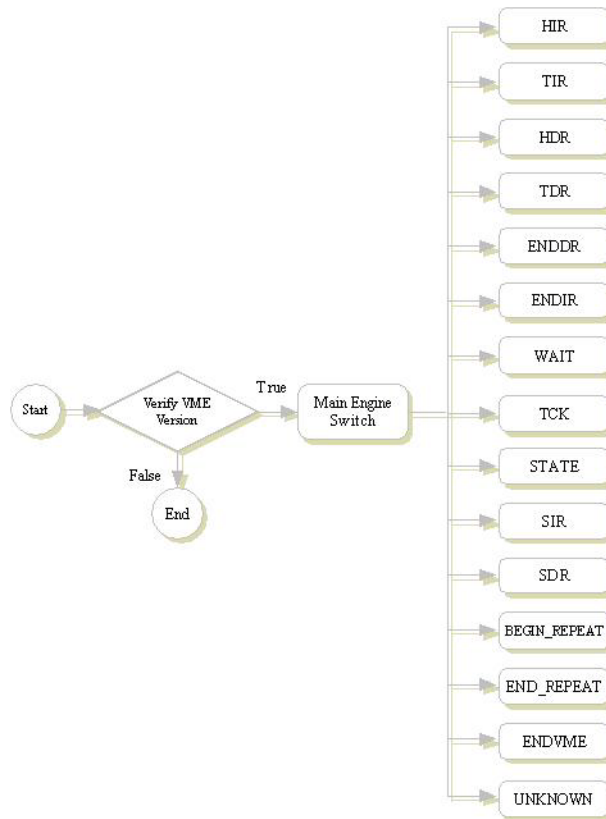 Start
Verify VME
Version
True
False
End
Main Engine
Switch
HIR
TIR
HDR
TDR
ENDDR
ENDIR
WAIT
TCK
STATE
SIR
SDR
BEGIN_REPEAT
END_REPEAT
ENDVME
UNKNOWN